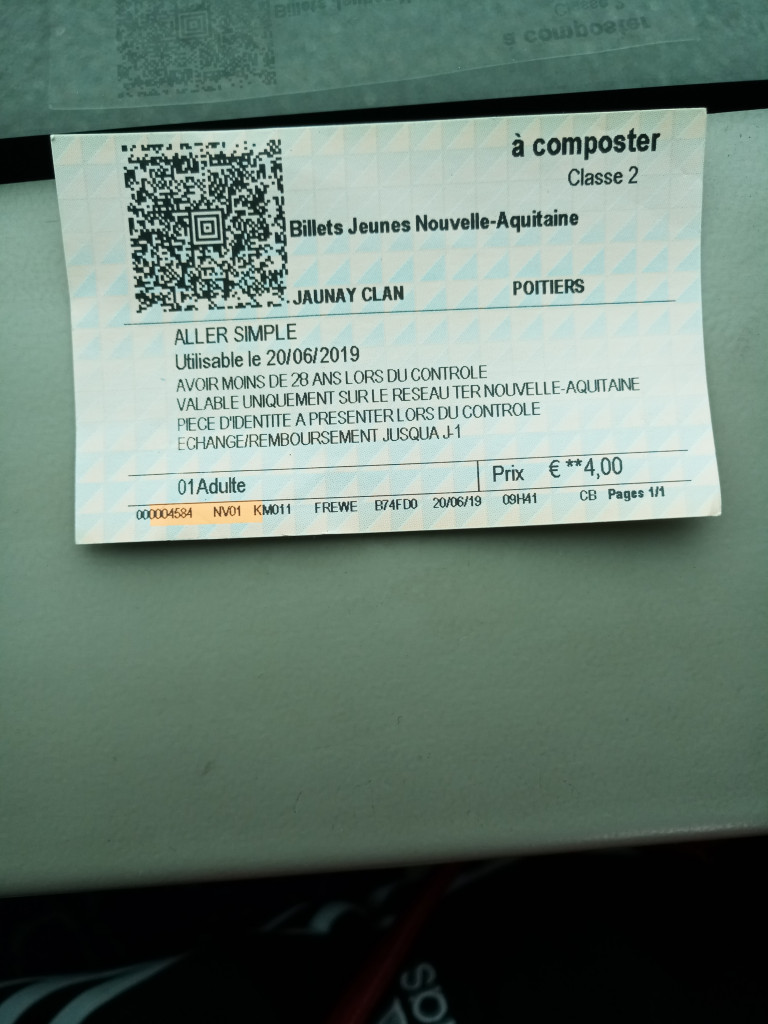 à composter
Classe 2
Billets Jeunes Nouvelle-Aquitaine
JAUNAY CLAN POITIERS
ALLER SIMPLE
Utilisable le 20/06/2019
AVOIR MOINS DE 28 ANS LORS DU CONTROLE
VALABLE UNIQUEMENT SUR LE RESEAU TER NOUVELLE-AQUITAINE
PIECE D'IDENTITE A PRESENTER LORS DU CONTROLE
ECHANGE/REMBOURSEMENT JUSQUA J-1
01Adulte Prix € **4,00
000004584 NV01 KM011 FREWE B74FD0 20/06/19 09H41 CB Pages 1/1